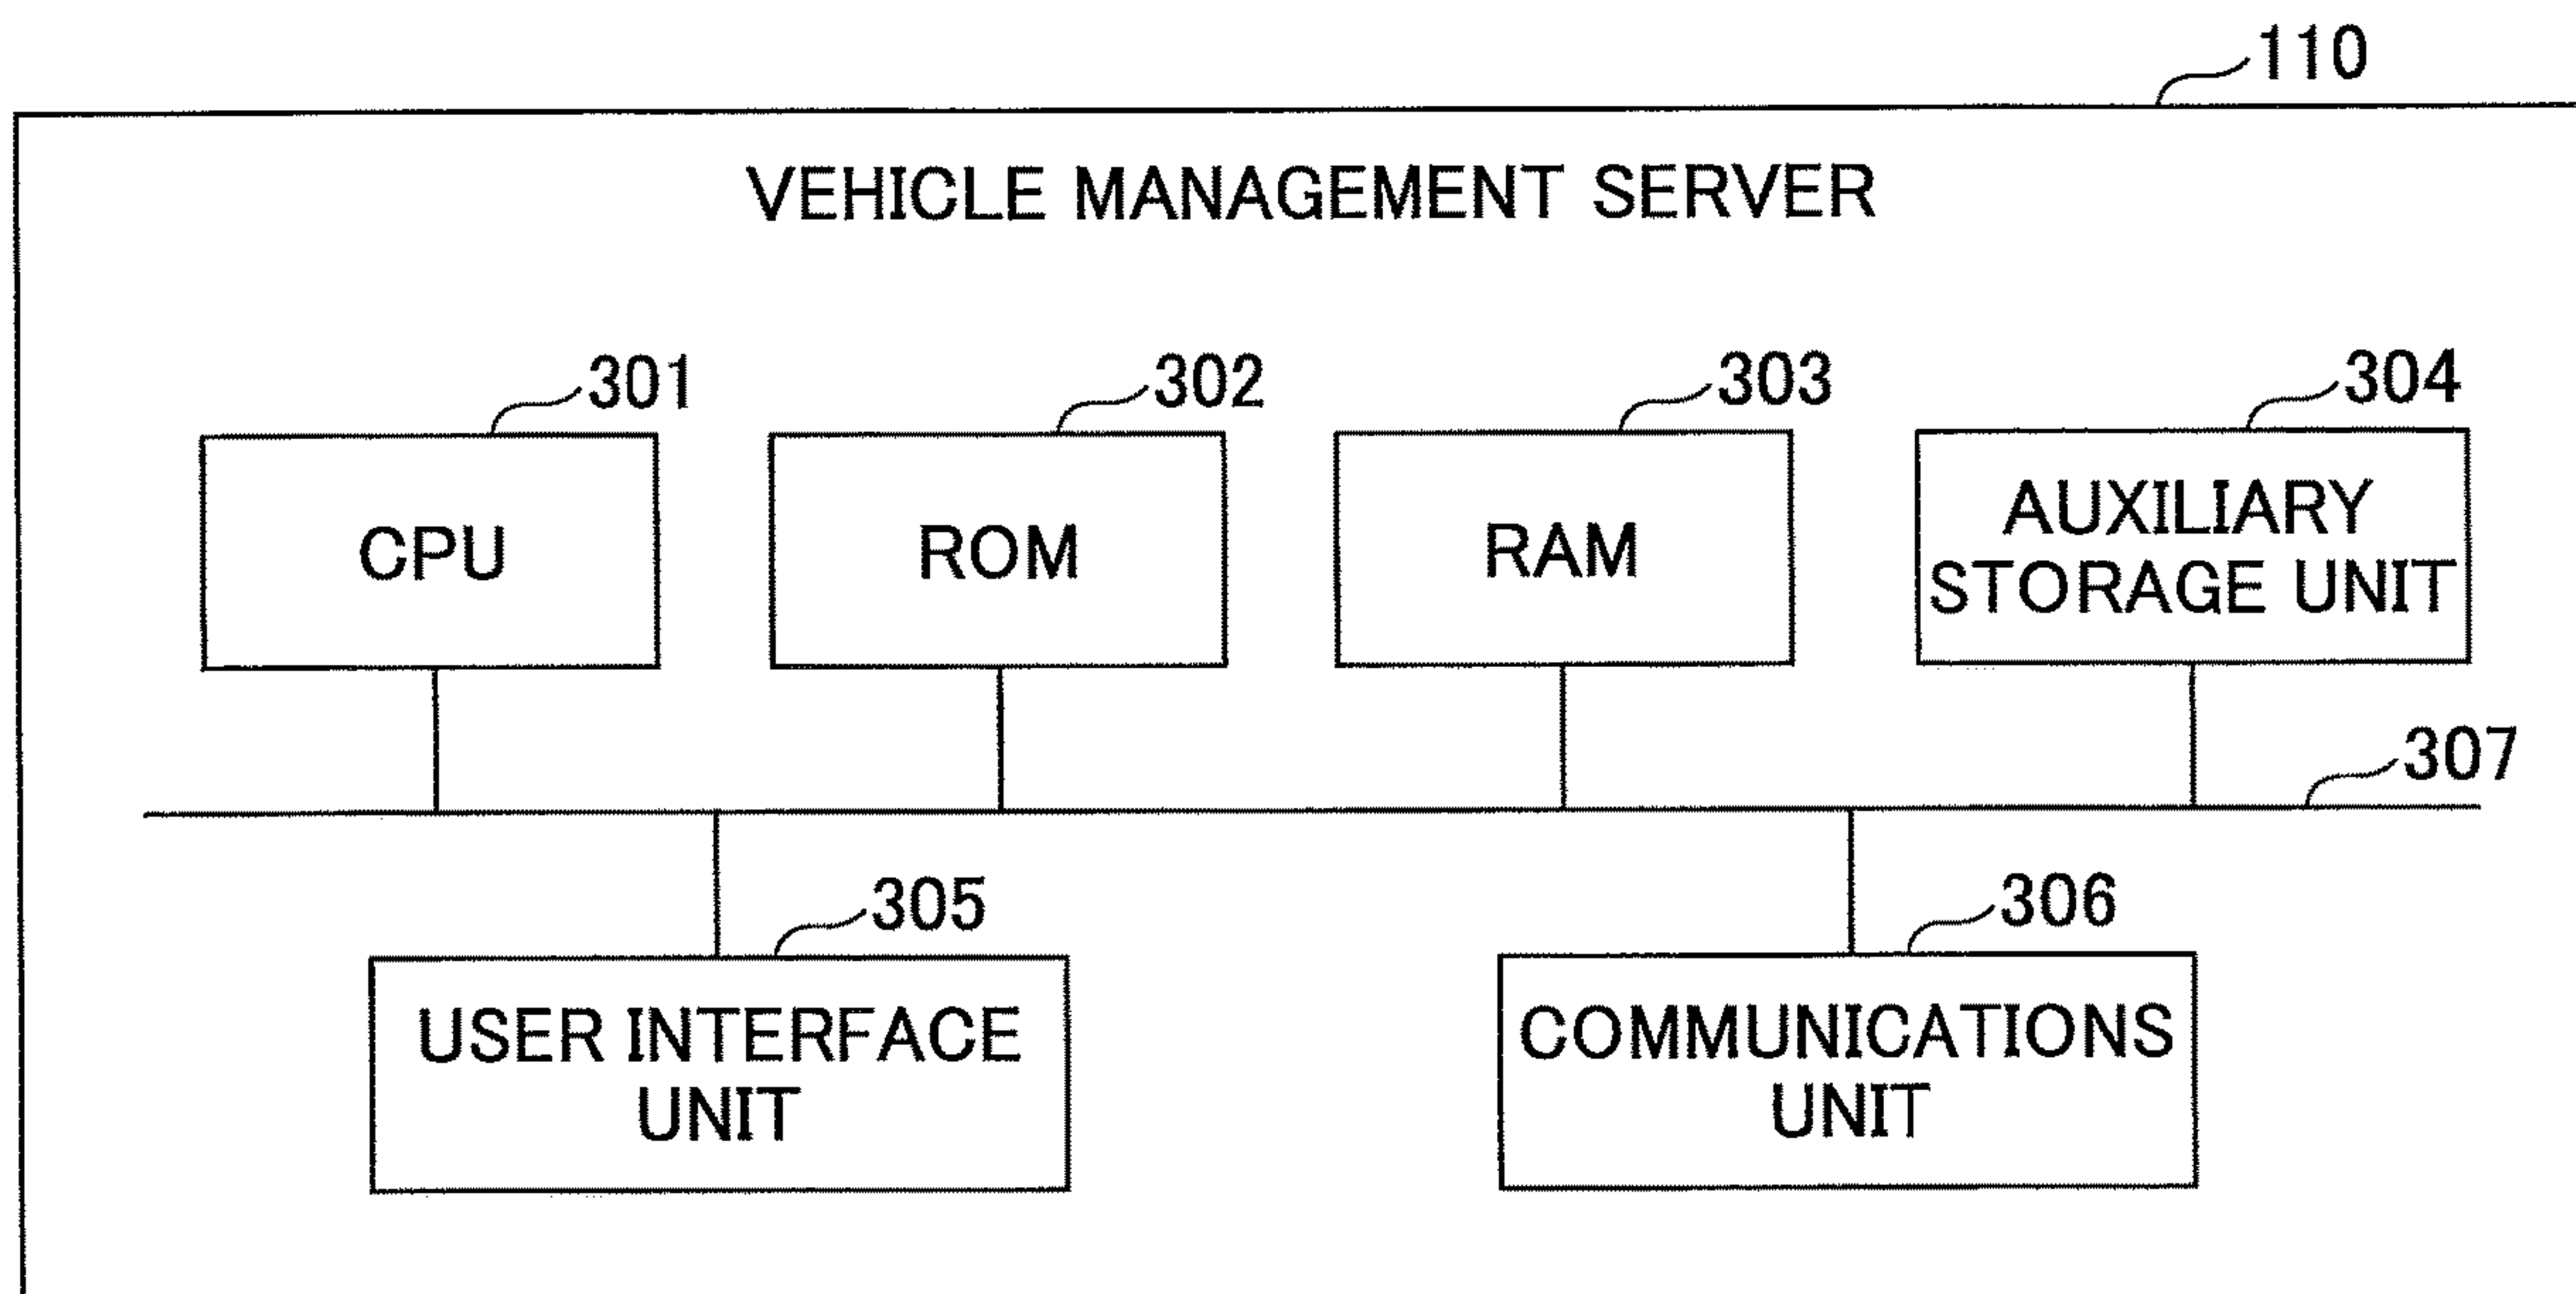 110
VEHICLE MANAGEMENT SERVER
301
302
303
304
CPU
ROM
RAM
AUXILIARY
STORAGE UNIT
307
305
306
USER INTERFACE
UNIT
COMMUNICATIONS
UNIT